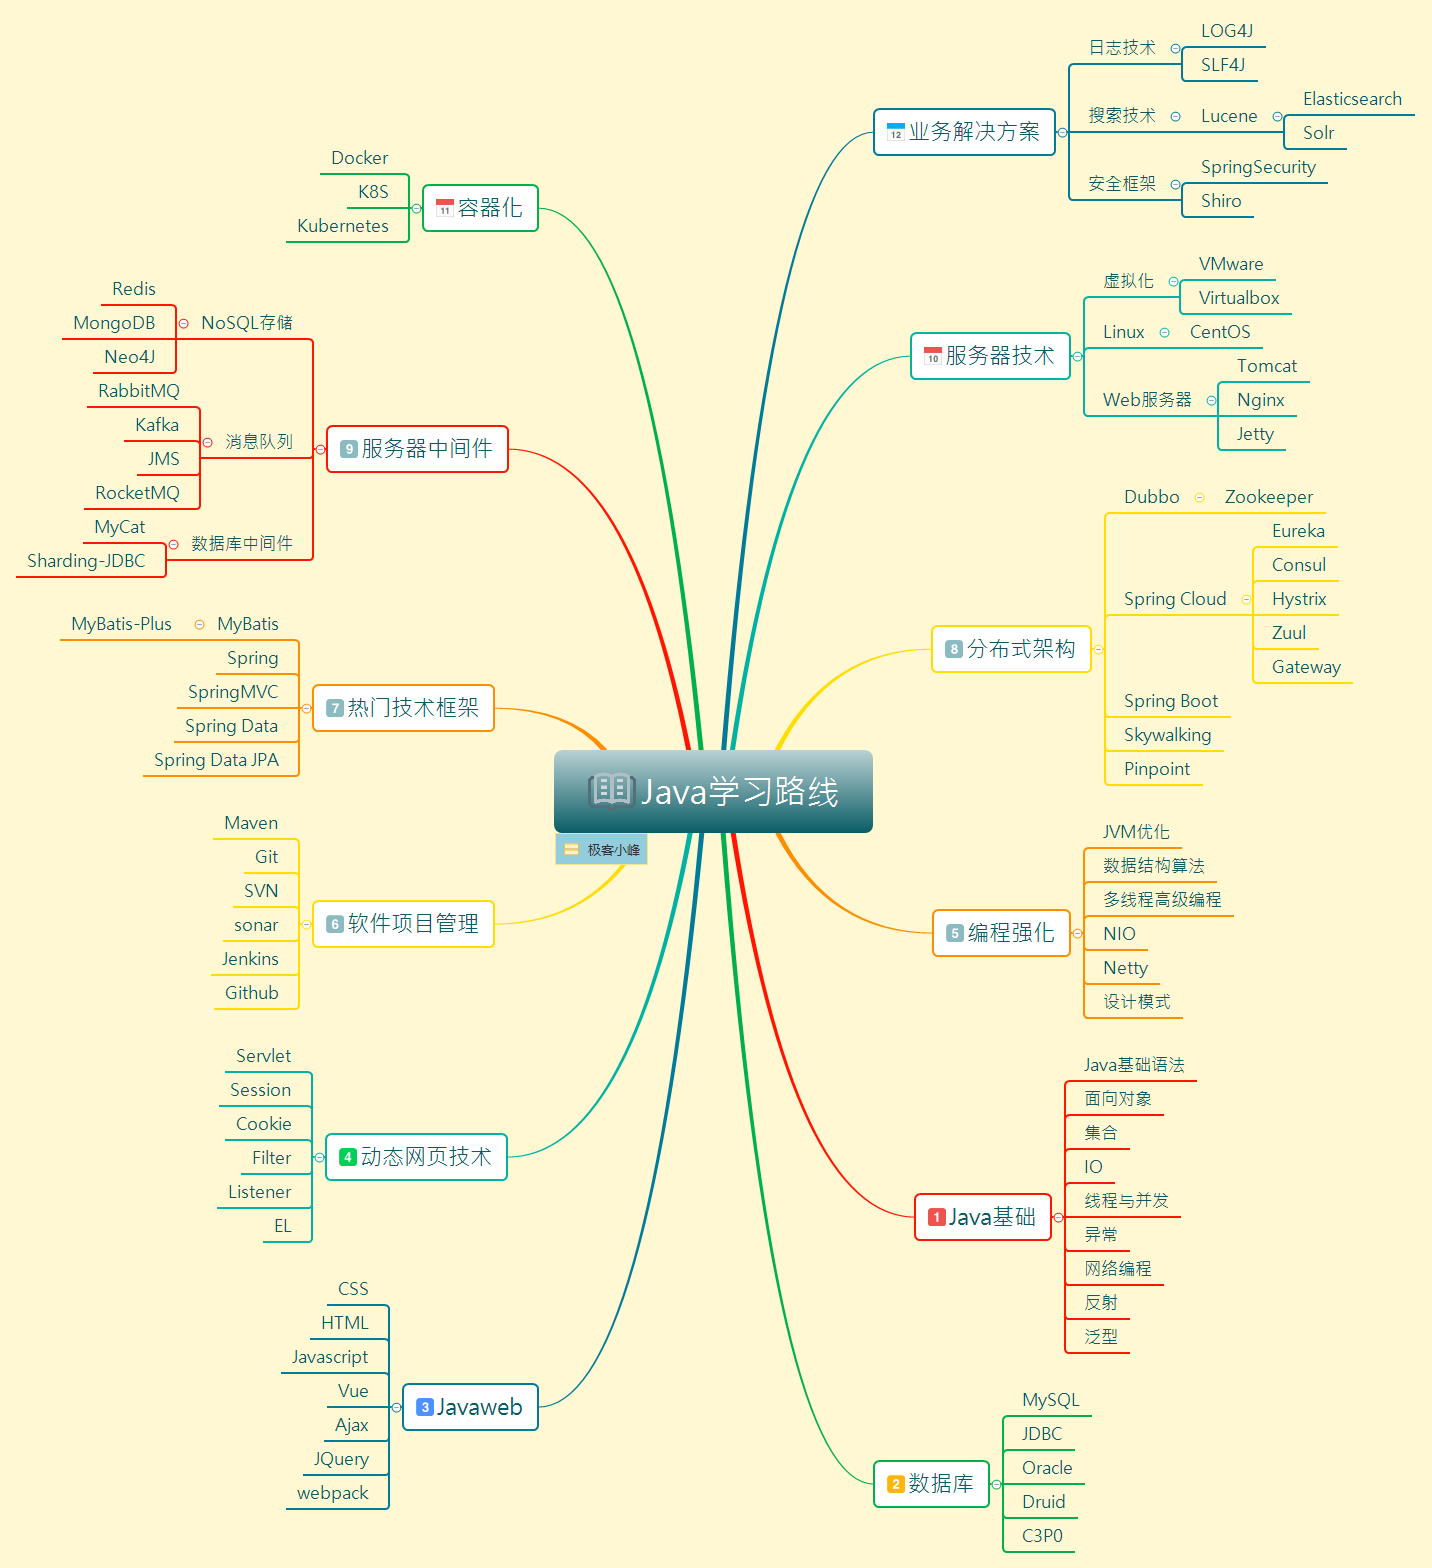 Java学习路线
极客小峰
12 业务解决方案
日志技术
LOG4J
SLF4J
搜索技术
Lucene
Elasticsearch
Solr
安全框架
SpringSecurity
Shiro
10 服务器技术
虚拟化
VMware
Virtualbox
Linux
CentOS
Web服务器
Tomcat
Nginx
Jetty
8 分布式架构
Dubbo
Zookeeper
Spring Cloud
Eureka
Consul
Hystrix
Zuul
Gateway
Spring Boot
Skywalking
Pinpoint
5 编程强化
JVM优化
数据结构算法
多线程高级编程
NIO
Netty
设计模式
1 Java基础
Java基础语法
面向对象
集合
IO
线程与并发
异常
网络编程
反射
泛型
2 数据库
MySQL
JDBC
Oracle
Druid
C3P0
11 容器化
Docker
K8S
Kubernetes
9 服务器中间件
NoSQL存储
Redis
MongoDB
Neo4J
消息队列
RabbitMQ
Kafka
JMS
RocketMQ
数据库中间件
MyCat
Sharding-JDBC
7 热门技术框架
MyBatis
MyBatis-Plus
Spring
SpringMVC
Spring Data
Spring Data JPA
6 软件项目管理
Maven
Git
SVN
sonar
Jenkins
Github
4 动态网页技术
Servlet
Session
Cookie
Filter
Listener
EL
3 Javaweb
CSS
HTML
Javascript
Vue
Ajax
JQuery
webpack